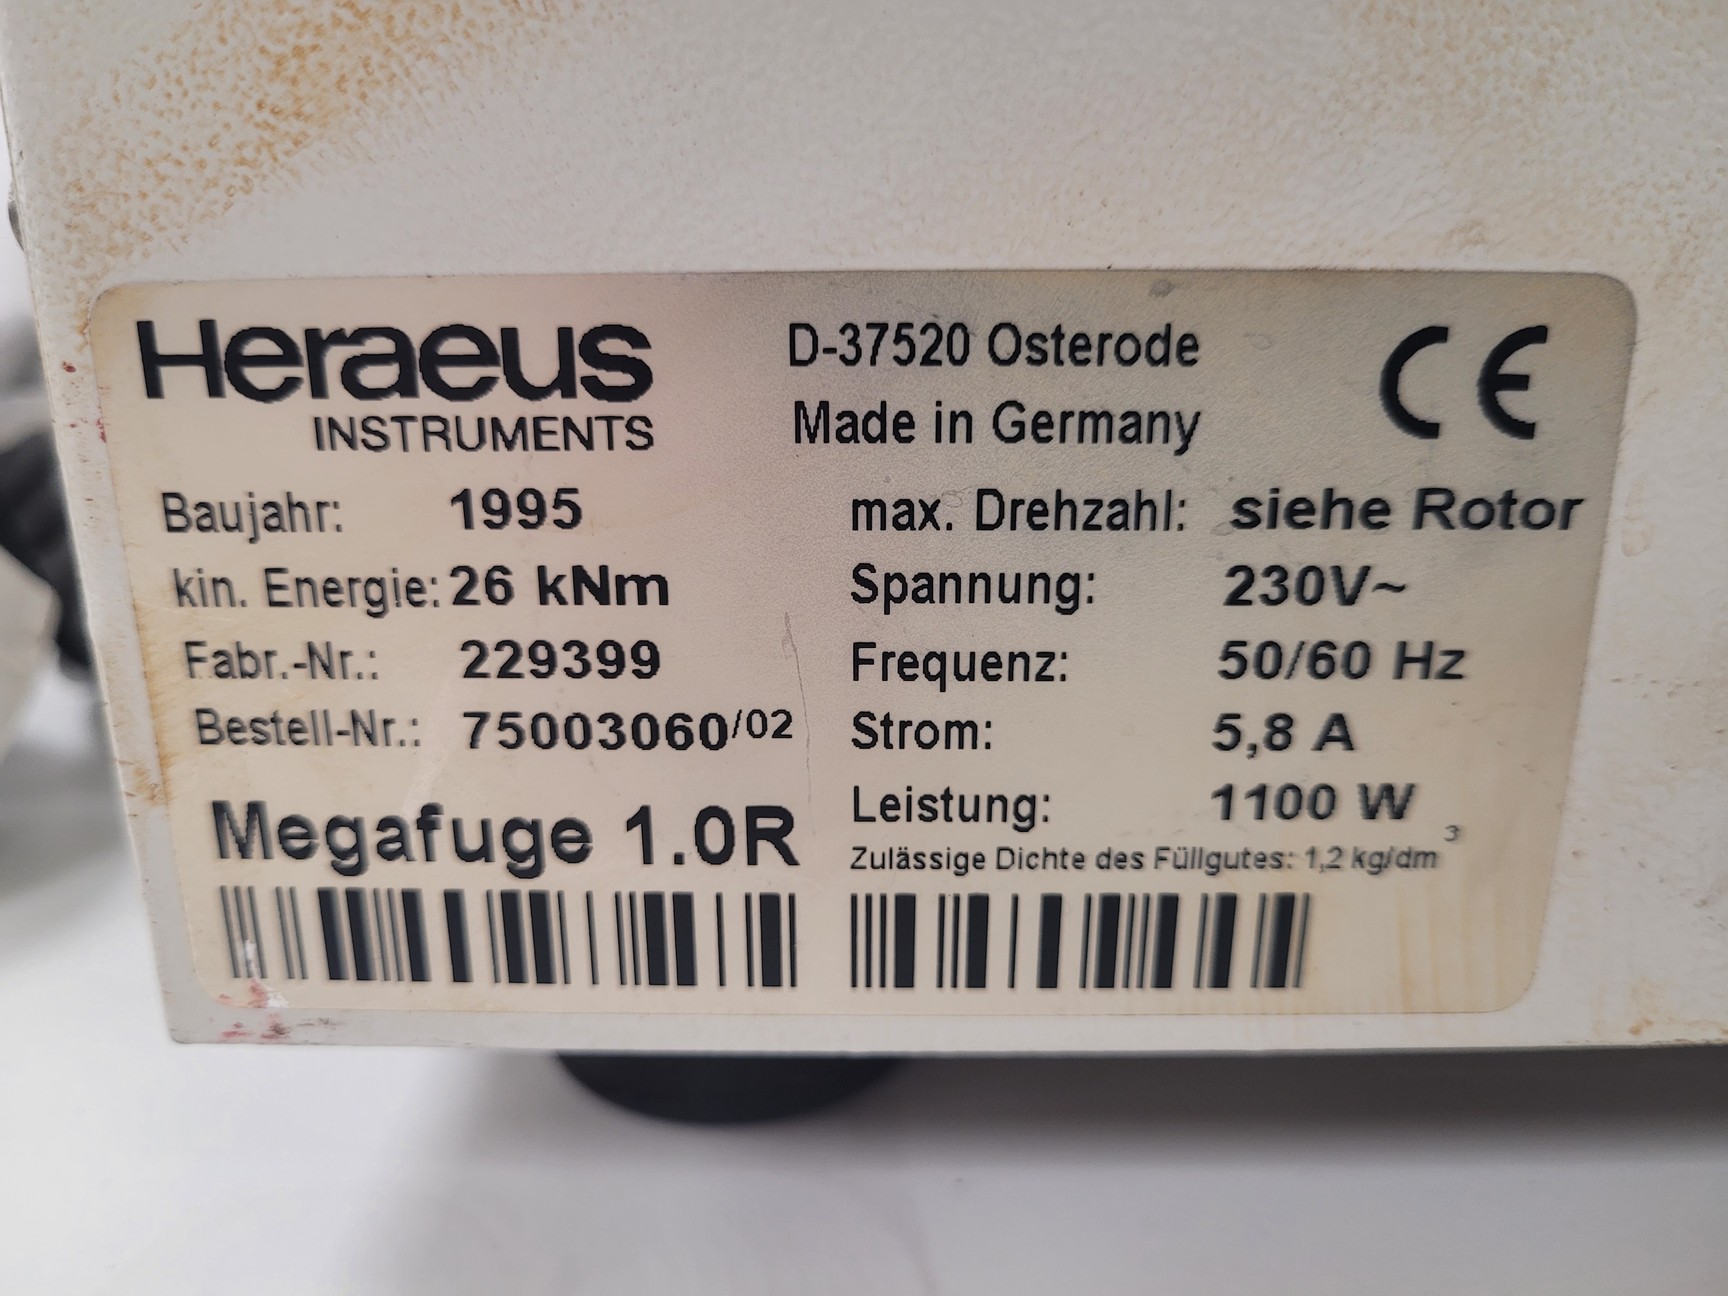 Heraeus
INSTRUMENTS
D-37520 Osterode
Made in Germany
CE
Baujahr: 1995
kin. Energie: 26 kNm
Fabr.-Nr.: 229399
Bestell-Nr.: 75003060/02
Megafuge 1.0R
max. Drehzahl: siehe Rotor
Spannung: 230V~
Frequenz: 50/60 Hz
Strom: 5,8 A
Leistung: 1100 W
Zulässige Dichte des Füllgutes: 1,2 kg/dm³